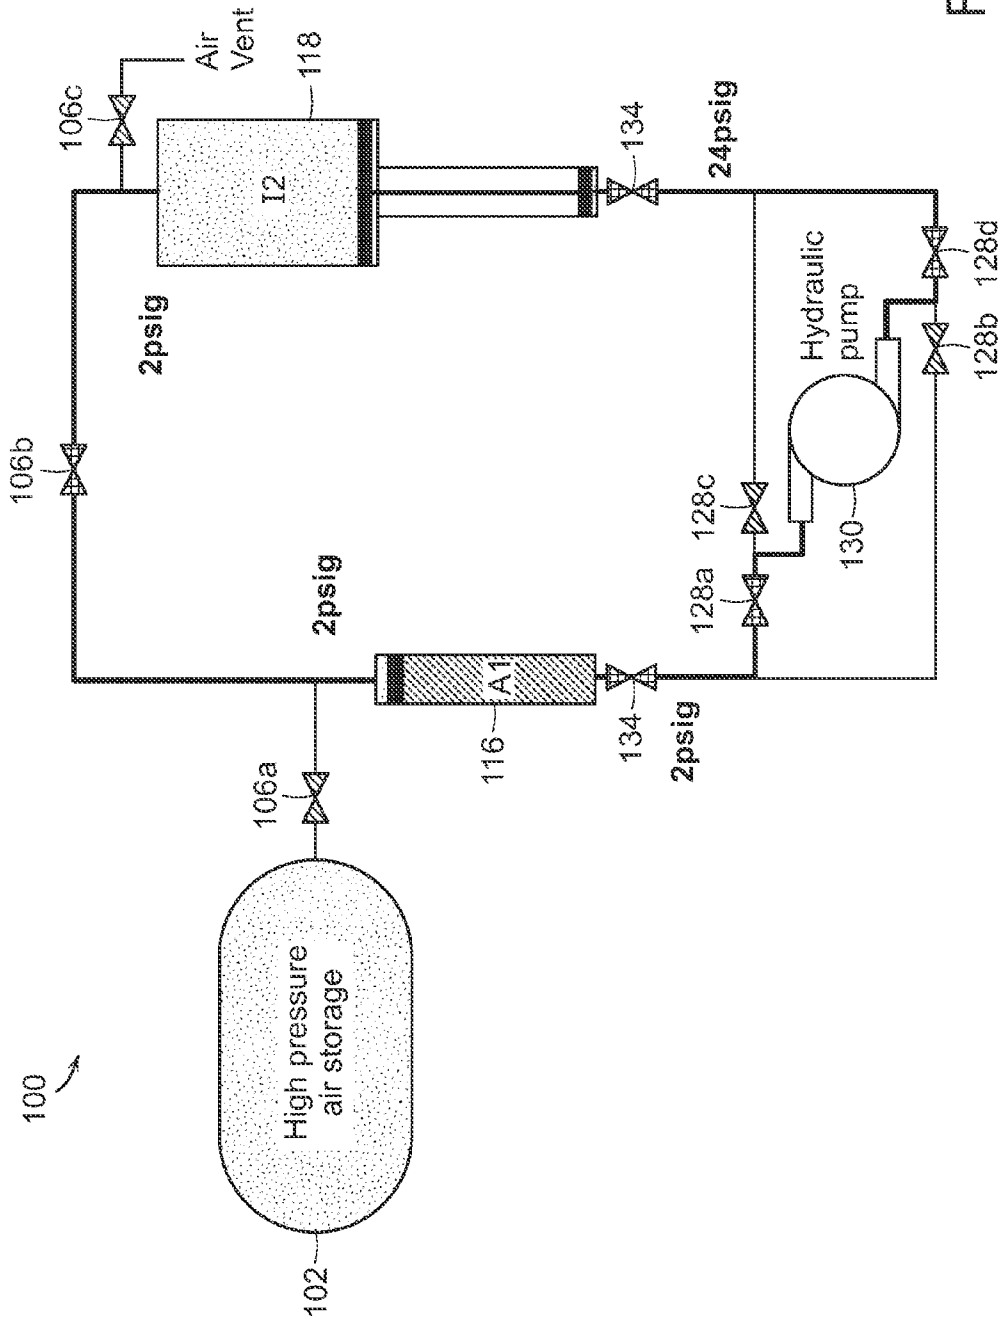 106b
100
106c
2psig
Air
Vent
106a
I2
High pressure
air storage
118
102
2psig
116
A1
134
134
2psig
128a
128c
24psig
Hydraulic
pump
130
128b
128d